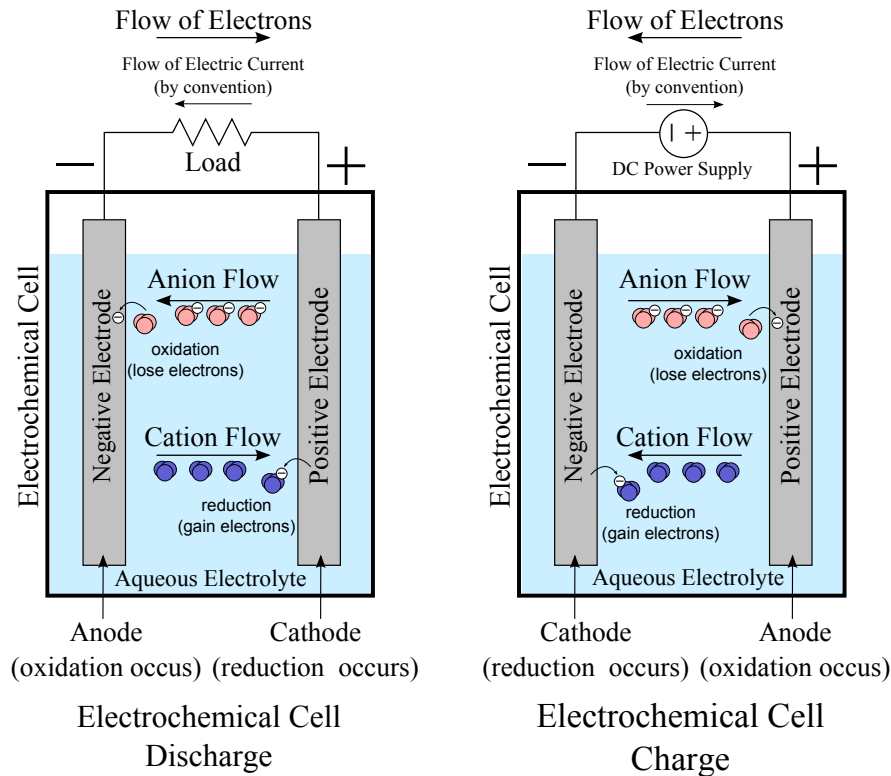 Flow of Electrons
Flow of Electric Current
(by convention)
Load
−
+
Electrochemical Cell
Negative Electrode
Positive Electrode
Anion Flow
− − −
−
oxidation
(lose electrons)
Cation Flow
−
reduction
(gain electrons)
Aqueous Electrolyte
Anode
(oxidation occus)
Cathode
(reduction occurs)
Electrochemical Cell
Discharge
Flow of Electrons
Flow of Electric Current
(by convention)
| +
DC Power Supply
−
+
Electrochemical Cell
Negative Electrode
Positive Electrode
Anion Flow
− − −
−
oxidation
(lose electrons)
Cation Flow
−
reduction
(gain electrons)
Aqueous Electrolyte
Cathode
(reduction occurs)
Anode
(oxidation occus)
Electrochemical Cell
Charge